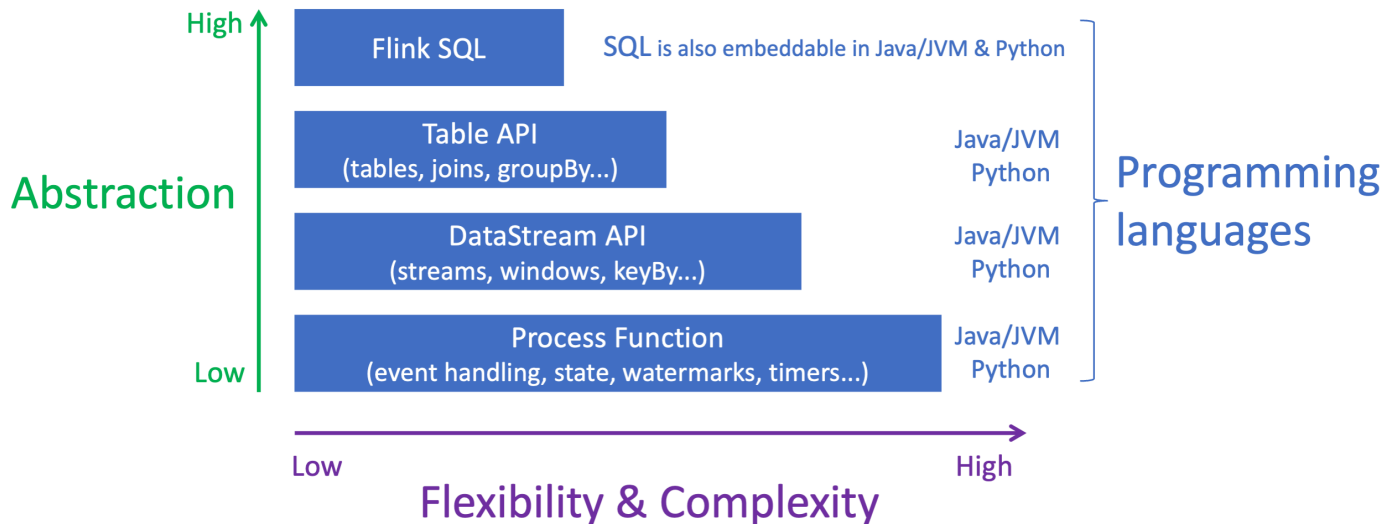 High
Flink SQL
SQL is also embeddable in Java/JVM & Python
Table API
(tables, joins, groupBy...)
Java/JVM
Python
Abstraction
Programming
languages
DataStream API
(streams, windows, keyBy...)
Java/JVM
Python
Process Function
(event handling, state, watermarks, timers...)
Java/JVM
Python
Low
Low
High
Flexibility & Complexity